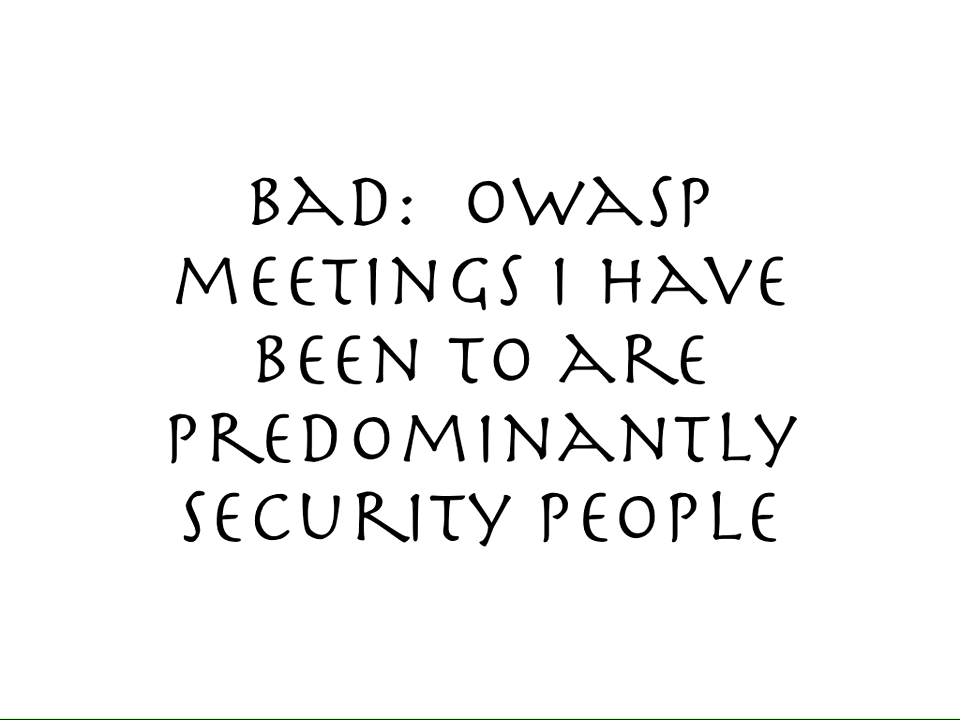 Bad: OWASP
meetings I have
been to are
predominantly
security people